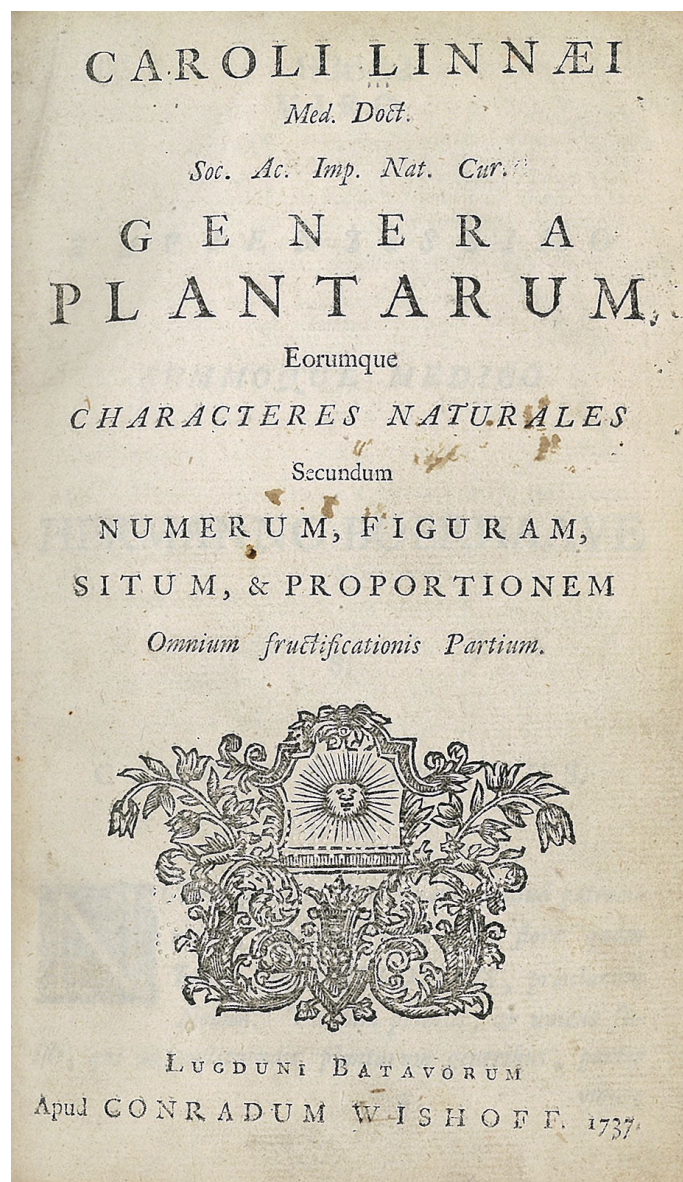 CAROLI LINNÆI
Med. Doct.
Soc. Ac. Imp. Nat. Cur.
GENERA
PLANTARUM,
Eorumque
CHARACTERES NATURALES
Secundum
NUMERUM, FIGURAM,
SITUM, & PROPORTIONEM
Omnium fructificationis Partium.
LUGDUNI BATAVORUM
Apud CONRADUM WISHOFF. 1737.